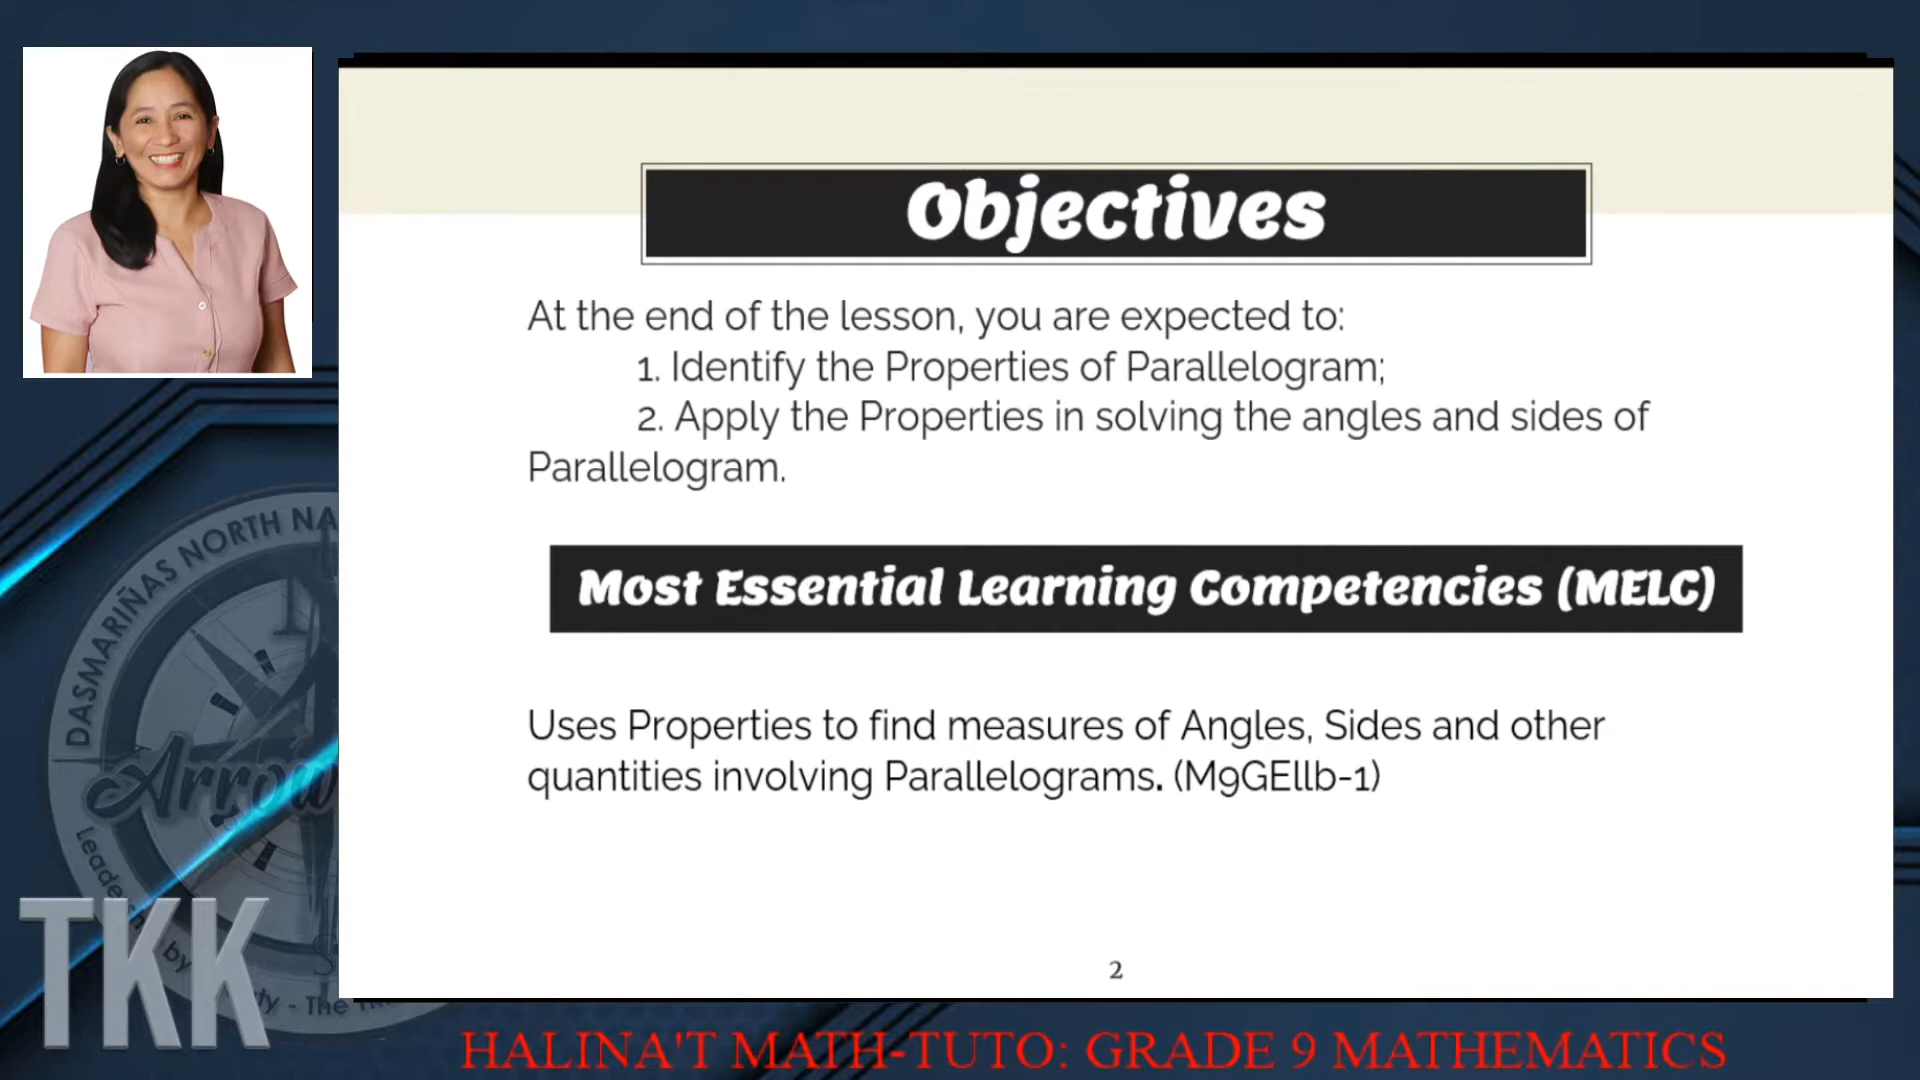 Objectives
At the end of the lesson, you are expected to:
1. Identify the Properties of Parallelogram;
2. Apply the Properties in solving the angles and sides of
Parallelogram.
Most Essential Learning Competencies (MELC)
Uses Properties to find measures of Angles, Sides and other
quantities involving Parallelograms. (M9GEllb-1)
2
DASMARIÑAS NORTH
Arrow
by
- The
TKK
HALINA'T MATH-TUTO: GRADE 9 MATHEMATICS